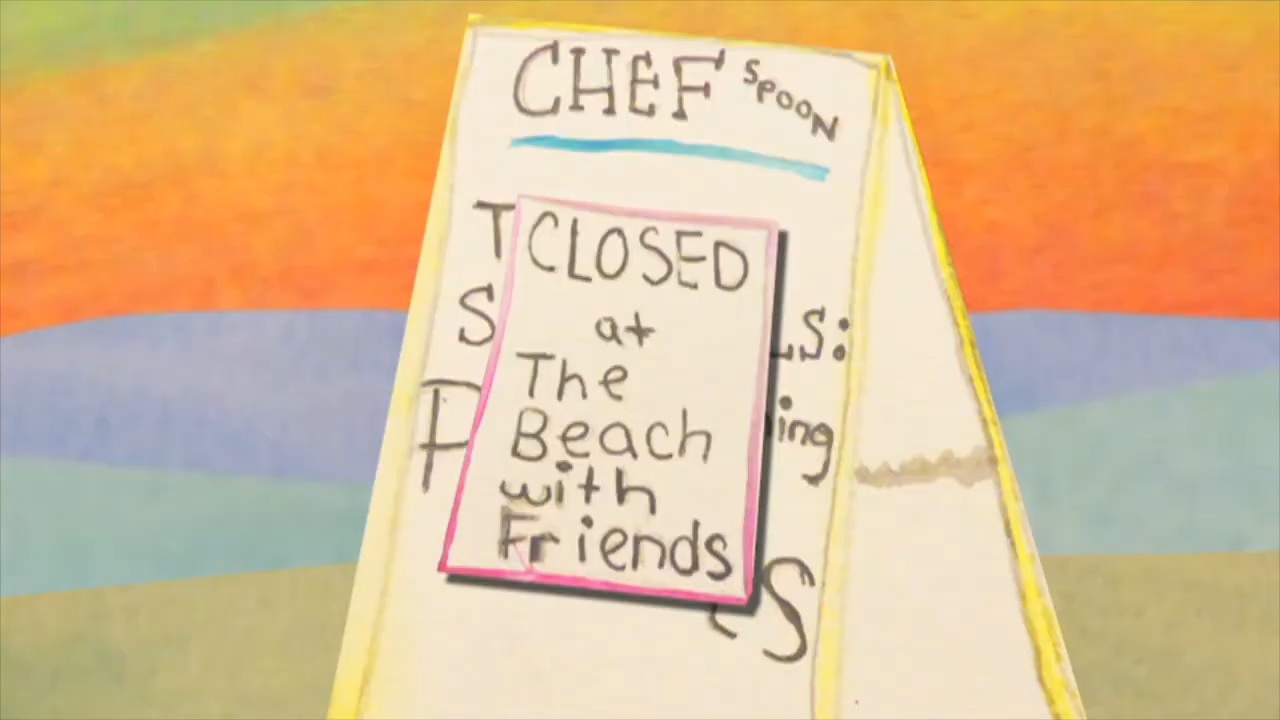 CHEF SPOON
CLOSED
at
The
Beach
with
Friends